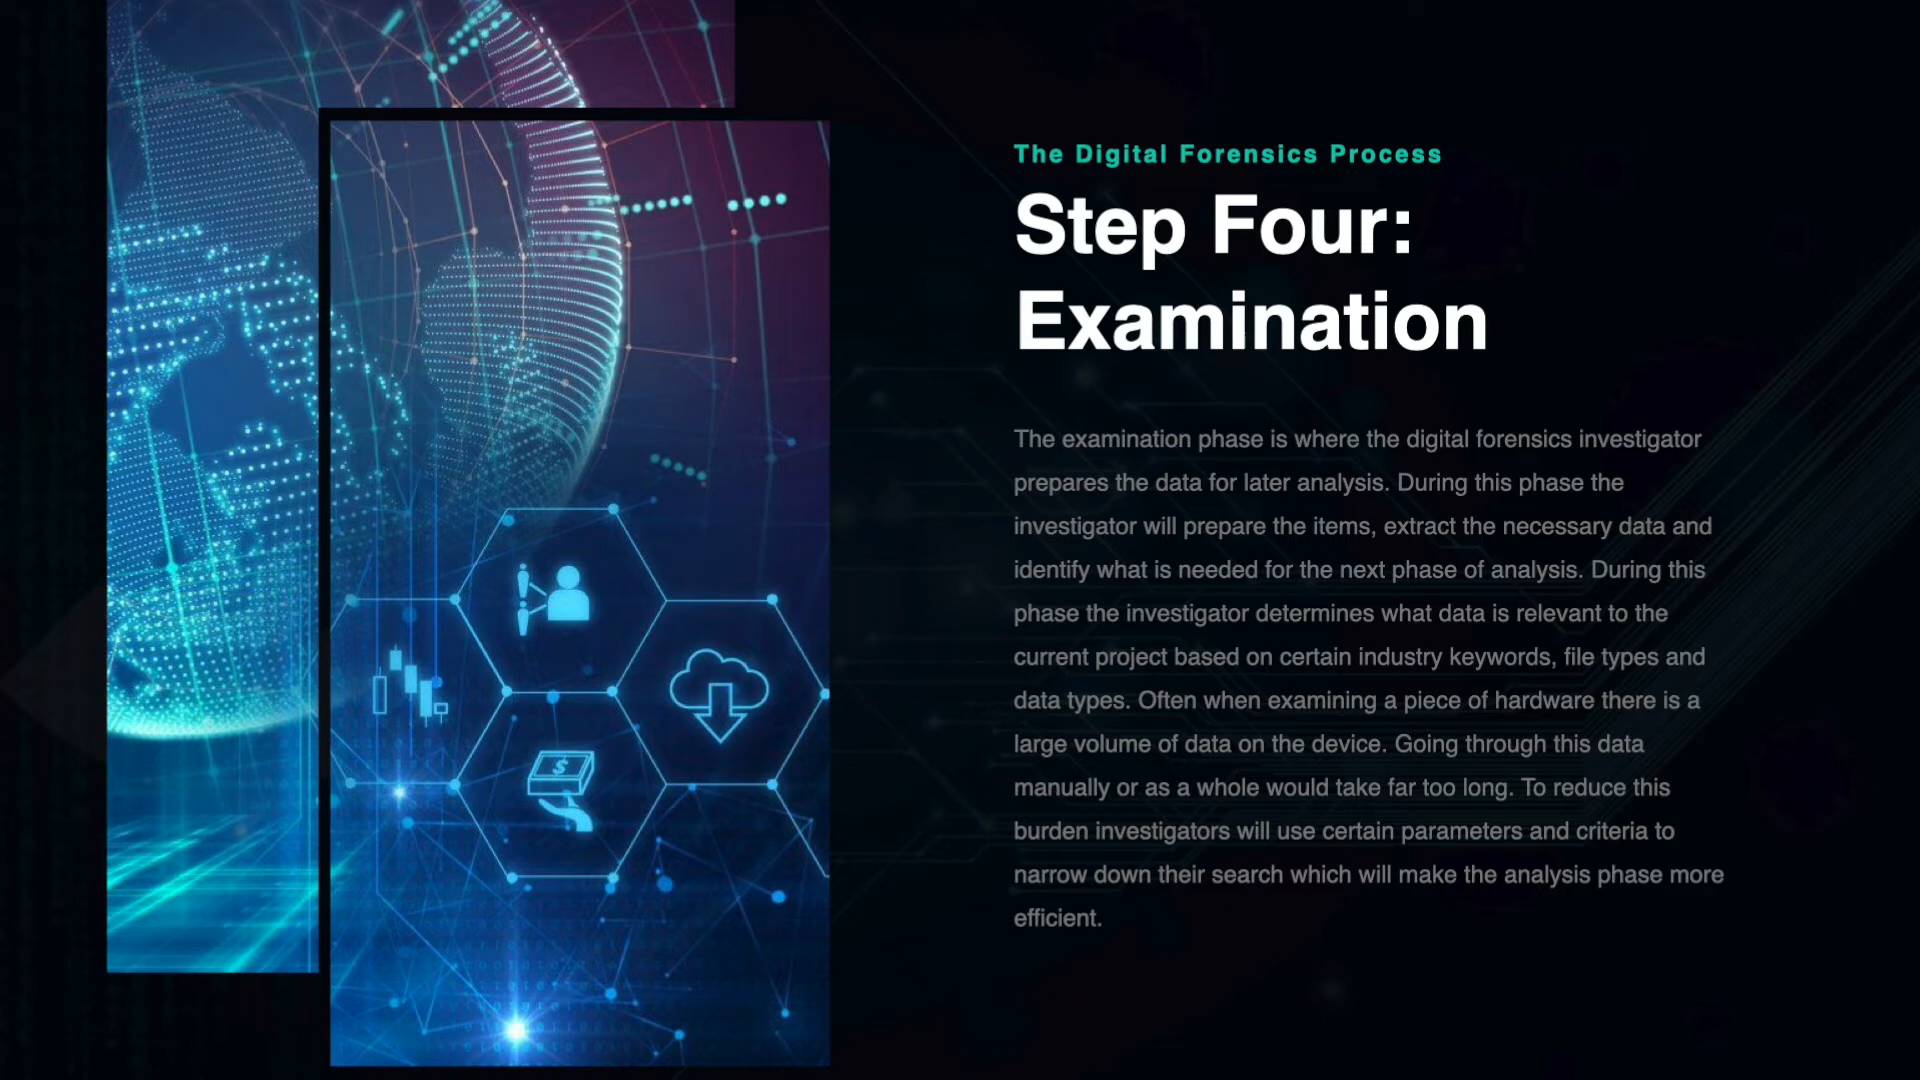 The Digital Forensics Process
Step Four:
Examination
The examination phase is where the digital forensics investigator
prepares the data for later analysis. During this phase the
investigator will prepare the items, extract the necessary data and
identify what is needed for the next phase of analysis. During this
phase the investigator determines what data is relevant to the
current project based on certain industry keywords, file types and
data types. Often when examining a piece of hardware there is a
large volume of data on the device. Going through this data
manually or as a whole would take far too long. To reduce this
burden investigators will use certain parameters and criteria to
narrow down their search which will make the analysis phase more
efficient.
$